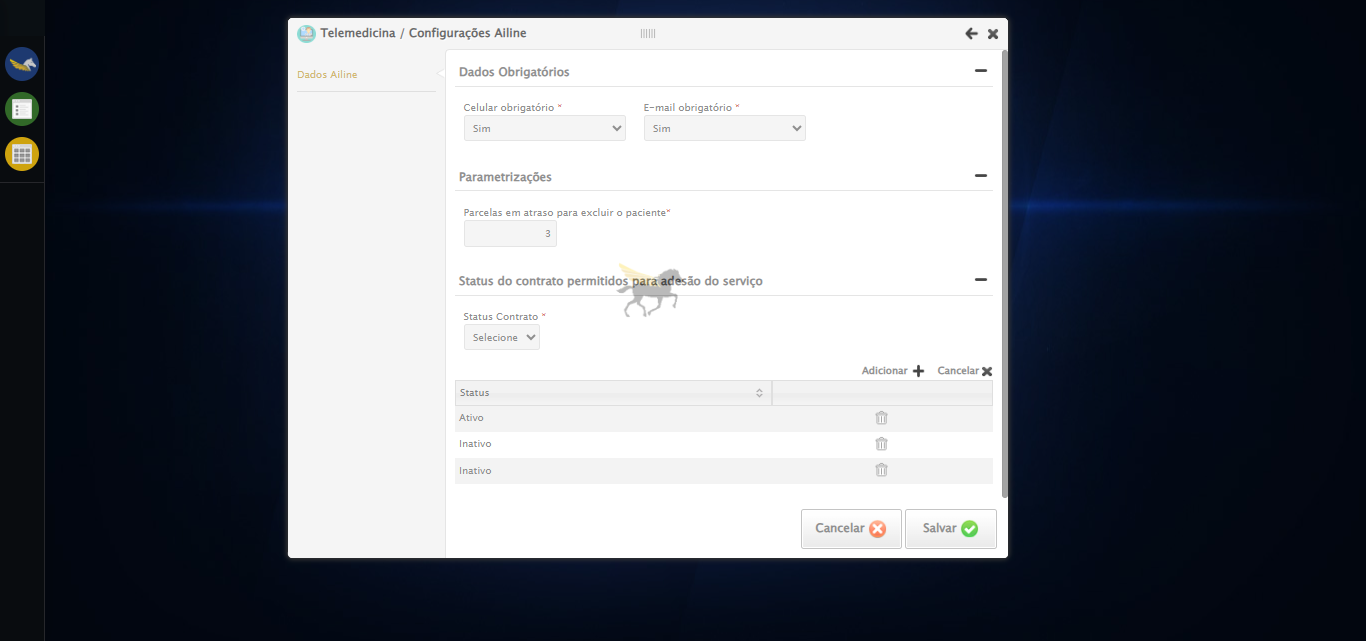 Telemedicina / Configurações Ailine
Dados Ailine
Dados Obrigatórios
Celular obrigatório * E-mail obrigatório *
Sim Sim
Parametrizações
Parcelas em atraso para excluir o paciente*
3
Status do contrato permitidos para adesão do serviço
Status Contrato *
Selecione
Adicionar Cancelar
Status
Ativo
Inativo
Inativo
Cancelar Salvar